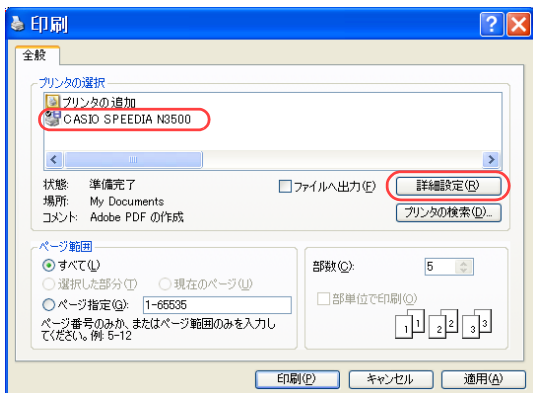 印刷
全般
プリンタの選択
プリンタの追加
CASIO SPEEDIA N3500
状態: 準備完了
場所: My Documents
コメント: Adobe PDF の作成
ファイルへ出力(F)
詳細設定(R)
プリンタの検索(D)...
ページ範囲
すべて(L)
選択した部分(T) 現在のページ(U)
ページ指定(G): 1-65535
ページ番号のみか、またはページ範囲のみを入力し
てください。例: 5-12
部数(C): 5
部単位で印刷(O)
1 1 2 2 3 3
印刷(P) キャンセル 適用(A)